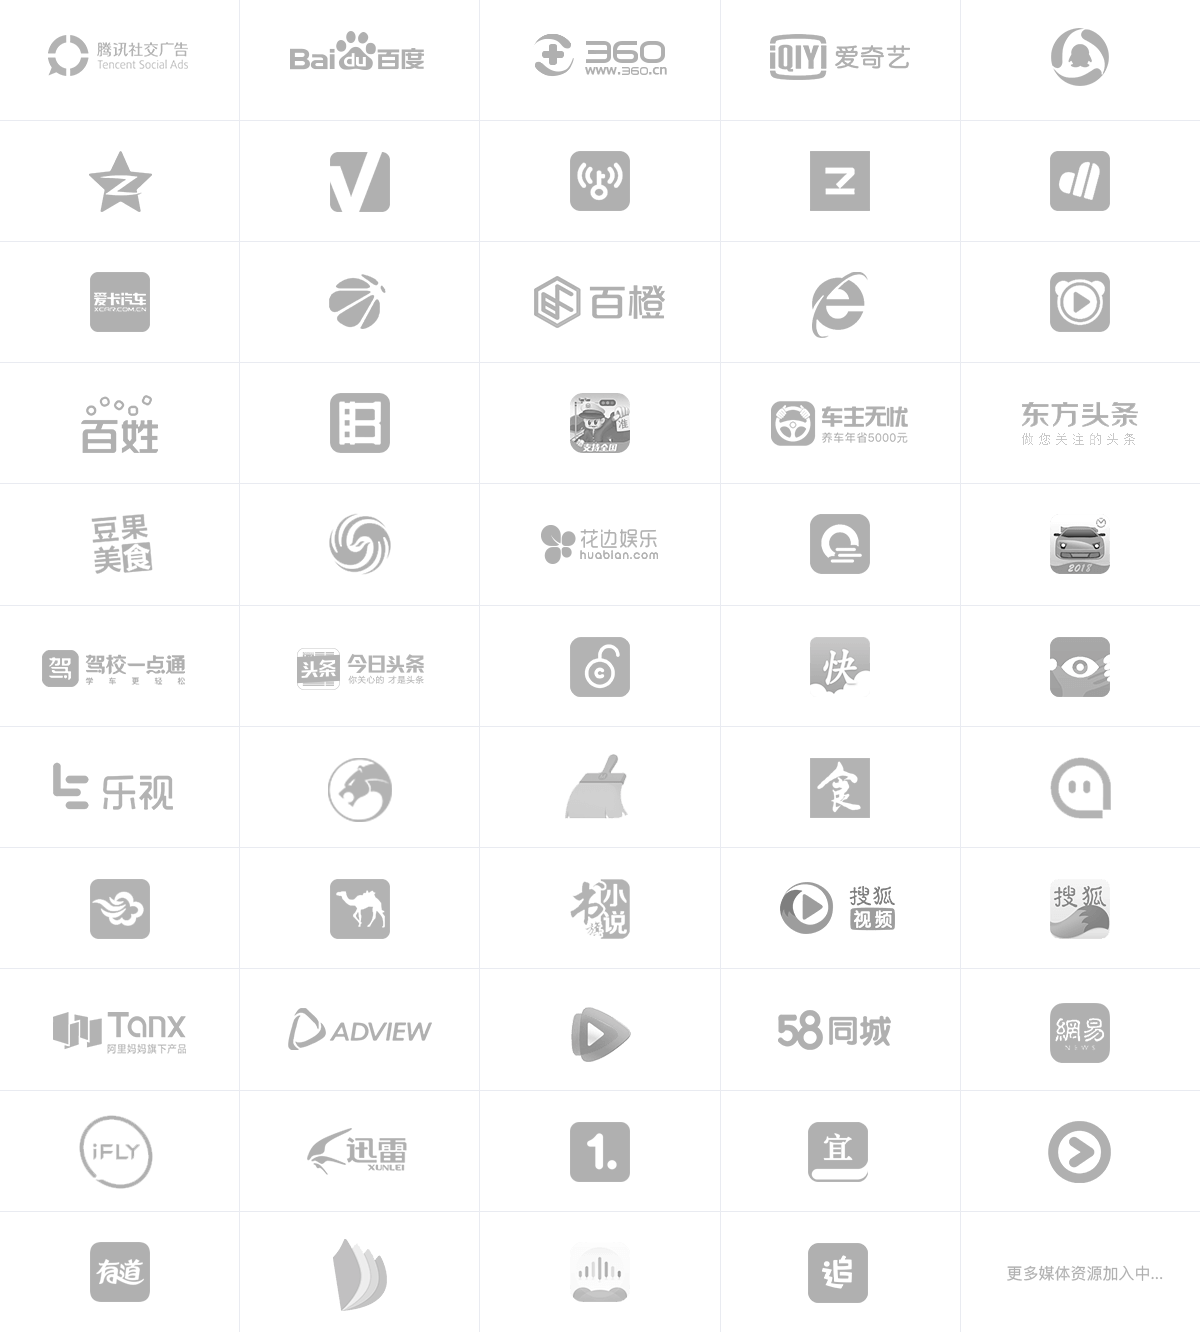 腾讯社交广告
Tencent Social Ads
Bai du 百度
360
www.360.cn
iQIYI 爱奇艺
爱卡汽车
XCAR.COM.CN
百橙
百姓
准
支持全国
车主无忧
养车年省5000元
东方头条
做您关注的头条
豆果
美食
花边娱乐
huabian.com
2018
驾 驾校一点通
学车更轻松
头条 今日头条
你关心的 才是头条
快
乐视
食
书旗小说
搜狐
视频
搜狐
Tanx
阿里妈妈旗下产品
ADVIEW
58同城
網易
NEWS
iFLY
迅雷
XUNLEI
1.
宜
有道
追
更多媒体资源加入中...